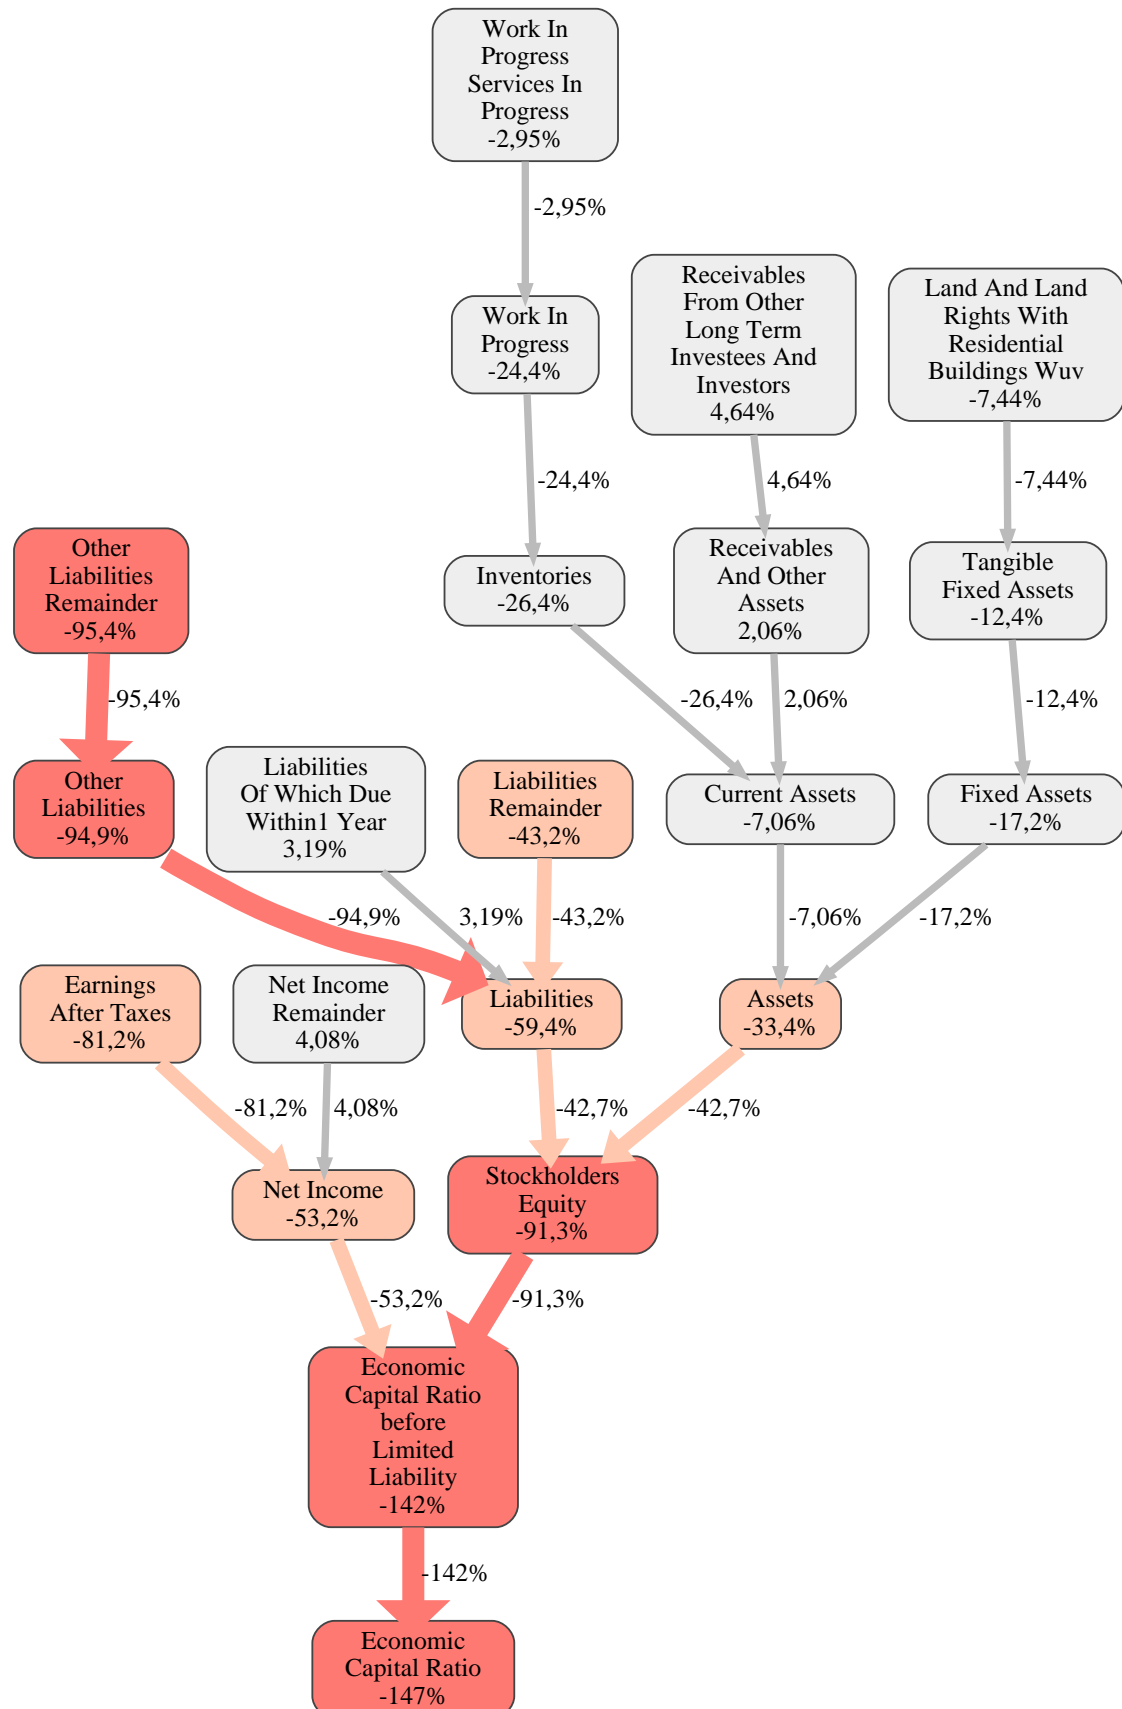 Work In
Progress
Services In
Progress
-2,95%
-2,95%
Receivables
From Other
Long Term
Investees And
Investors
4,64%
Land And Land
Rights With
Residential
Buildings Wuv
-7,44%
Work In
Progress
-24,4%
-24,4%
4,64%
-7,44%
Other
Liabilities
Remainder
-95,4%
Inventories
-26,4%
Receivables
And Other
Assets
2,06%
Tangible
Fixed Assets
-12,4%
-95,4%
-26,4%
2,06%
-12,4%
Other
Liabilities
-94,9%
Liabilities
Of Which Due
Within1 Year
3,19%
Liabilities
Remainder
-43,2%
Current Assets
-7,06%
Fixed Assets
-17,2%
-94,9%
3,19%
-43,2%
-7,06%
-17,2%
Earnings
After Taxes
-81,2%
Net Income
Remainder
4,08%
Liabilities
-59,4%
Assets
-33,4%
-81,2%
4,08%
-42,7%
-42,7%
Net Income
-53,2%
Stockholders
Equity
-91,3%
-53,2%
-91,3%
Economic
Capital Ratio
before
Limited
Liability
-142%
-142%
Economic
Capital Ratio
-147%